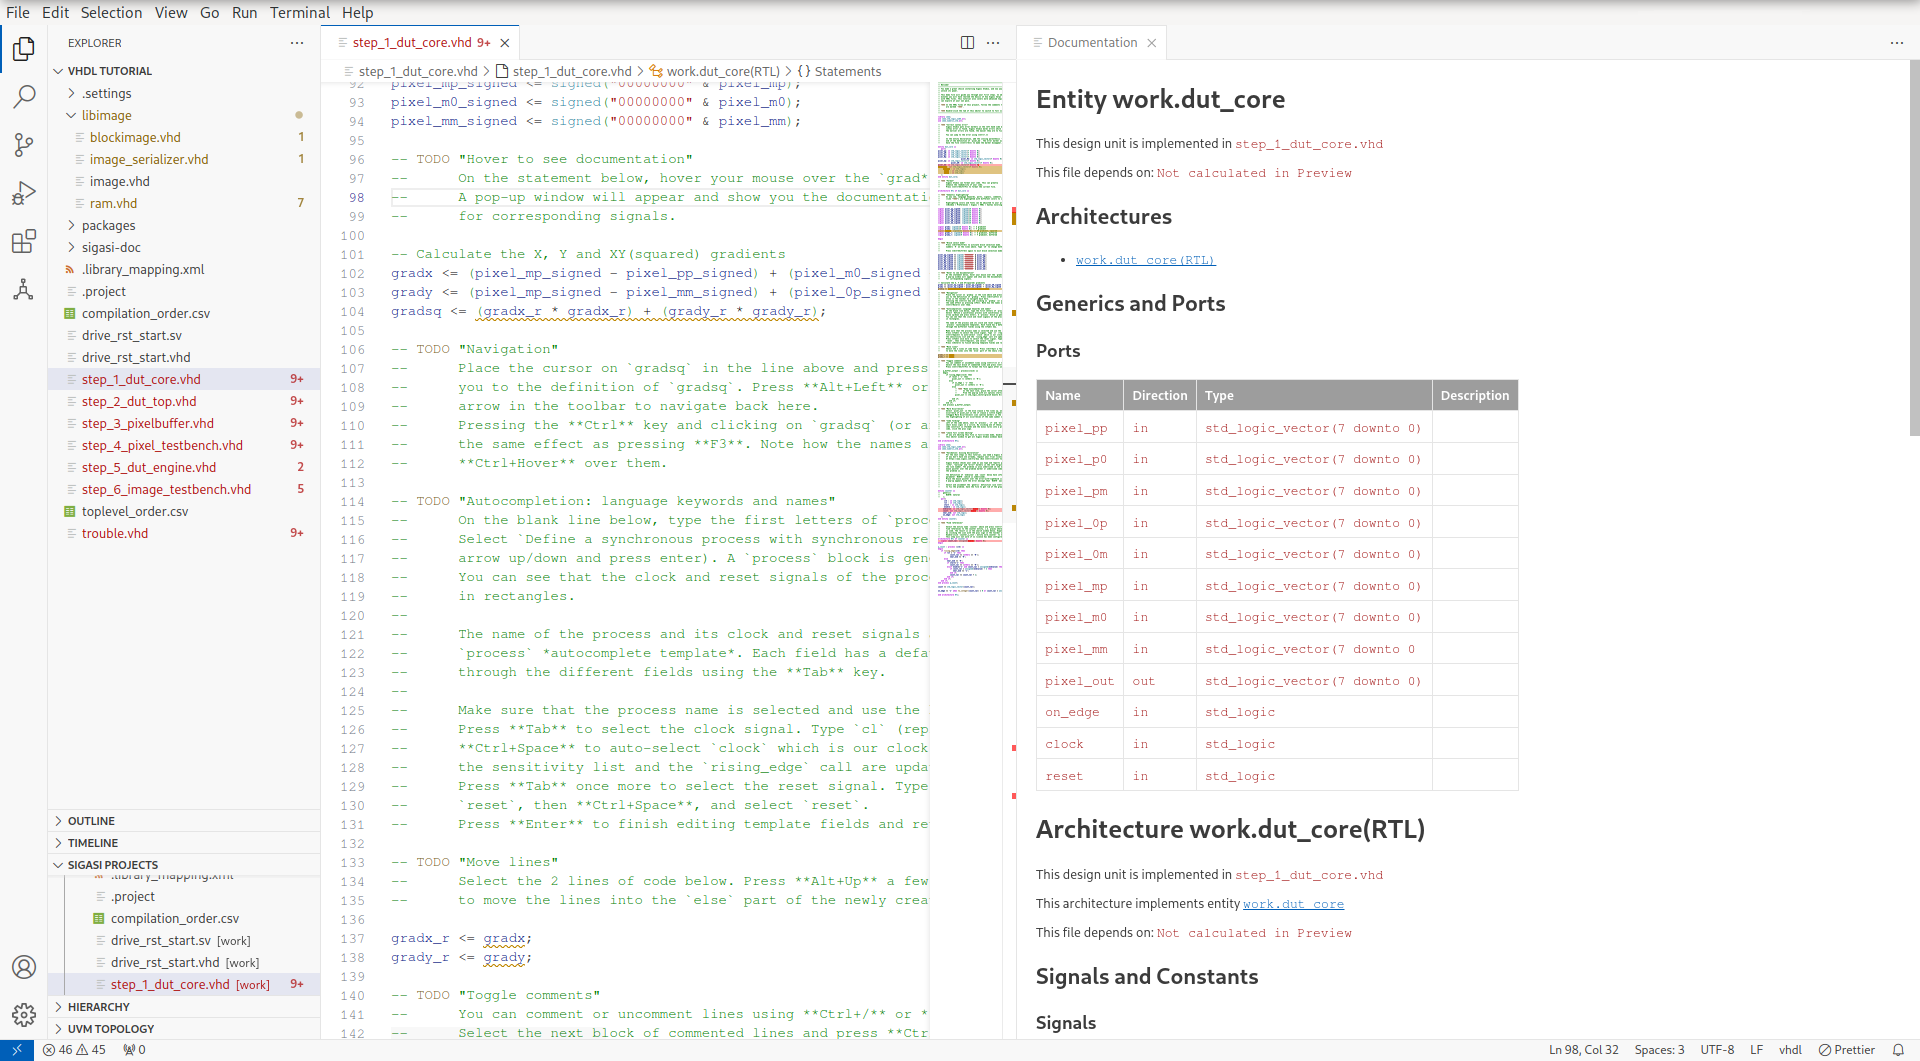 File Edit Selection View Go Run Terminal Help
EXPLORER
VHDL TUTORIAL
.settings
libimage
blockimage.vhd 1
image_serializer.vhd 1
image.vhd
ram.vhd 7
packages
sigasi-doc
.library_mapping.xml
.project
compilation_order.csv
drive_rst_start.sv
drive_rst_start.vhd
step_1_dut_core.vhd 9+
step_2_dut_top.vhd 9+
step_3_pixelbuffer.vhd 9+
step_4_pixel_testbench.vhd 9+
step_5_dut_engine.vhd 2
step_6_image_testbench.vhd 5
toplevel_order.csv
trouble.vhd 9+
OUTLINE
TIMELINE
SIGASI PROJECTS
.library_mapping.xml
.project
compilation_order.csv
drive_rst_start.sv [work]
drive_rst_start.vhd [work]
step_1_dut_core.vhd [work] 9+
HIERARCHY
UVM TOPOLOGY
step_1_dut_core.vhd 9+
step_1_dut_core.vhd > step_1_dut_core.vhd > work.dut_core(RTL) > {} Statements
92 pixel_mp_signed <= signed("00000000" & pixel_mp);
93 pixel_m0_signed <= signed("00000000" & pixel_m0);
94 pixel_mm_signed <= signed("00000000" & pixel_mm);
95
96 -- TODO "Hover to see documentation"
97 -- On the statement below, hover your mouse over the `grad*
98 -- A pop-up window will appear and show you the documentati
99 -- for corresponding signals.
100
101 -- Calculate the X, Y and XY(squared) gradients
102 gradx <= (pixel_mp_signed - pixel_pp_signed) + (pixel_m0_signed
103 grady <= (pixel_mp_signed - pixel_mm_signed) + (pixel_0p_signed
104 gradsq <= (gradx_r * gradx_r) + (grady_r * grady_r);
105
106 -- TODO "Navigation"
107 -- Place the cursor on `gradsq` in the line above and press
108 -- you to the definition of `gradsq`. Press **Alt+Left** or
109 -- arrow in the toolbar to navigate back here.
110 -- Pressing the **Ctrl** key and clicking on `gradsq` (or a
111 -- the same effect as pressing **F3**. Note how the names a
112 -- **Ctrl+Hover** over them.
113
114 -- TODO "Autocompletion: language keywords and names"
115 -- On the blank line below, type the first letters of `proc
116 -- Select `Define a synchronous process with synchronous re
117 -- arrow up/down and press enter). A `process` block is gen
118 -- You can see that the clock and reset signals of the proc
119 -- in rectangles.
120 --
121 -- The name of the process and its clock and reset signals
122 -- `process` *autocomplete template*. Each field has a defa
123 -- through the different fields using the **Tab** key.
124 --
125 -- Make sure that the process name is selected and use the
126 -- Press **Tab** to select the clock signal. Type `cl` (rep
127 -- **Ctrl+Space** to auto-select `clock` which is our clock
128 -- the sensitivity list and the `rising_edge` call are upda
129 -- Press **Tab** once more to select the reset signal. Type
130 -- `reset`, then **Ctrl+Space**, and select `reset`.
131 -- Press **Enter** to finish editing template fields and re
132
133 -- TODO "Move lines"
134 -- Select the 2 lines of code below. Press **Alt+Up** a few
135 -- to move the lines into the `else` part of the newly crea
136
137 gradx_r <= gradx;
138 grady_r <= grady;
139
140 -- TODO "Toggle comments"
141 -- You can comment or uncomment lines using **Ctrl+/** or *
142 -- Select the next block of commented lines and press **Ctr
Documentation
Entity work.dut_core
This design unit is implemented in step_1_dut_core.vhd
This file depends on: Not calculated in Preview
Architectures
• work.dut_core(RTL)
Generics and Ports
Ports
Name Direction Type Description
pixel_pp in std_logic_vector(7 downto 0)
pixel_p0 in std_logic_vector(7 downto 0)
pixel_pm in std_logic_vector(7 downto 0)
pixel_0p in std_logic_vector(7 downto 0)
pixel_0m in std_logic_vector(7 downto 0)
pixel_mp in std_logic_vector(7 downto 0)
pixel_m0 in std_logic_vector(7 downto 0)
pixel_mm in std_logic_vector(7 downto 0
pixel_out out std_logic_vector(7 downto 0)
on_edge in std_logic
clock in std_logic
reset in std_logic
Architecture work.dut_core(RTL)
This design unit is implemented in step_1_dut_core.vhd
This architecture implements entity work.dut_core
This file depends on: Not calculated in Preview
Signals and Constants
Signals
46 45 0
Ln 98, Col 32 Spaces: 3 UTF-8 LF vhdl Prettier